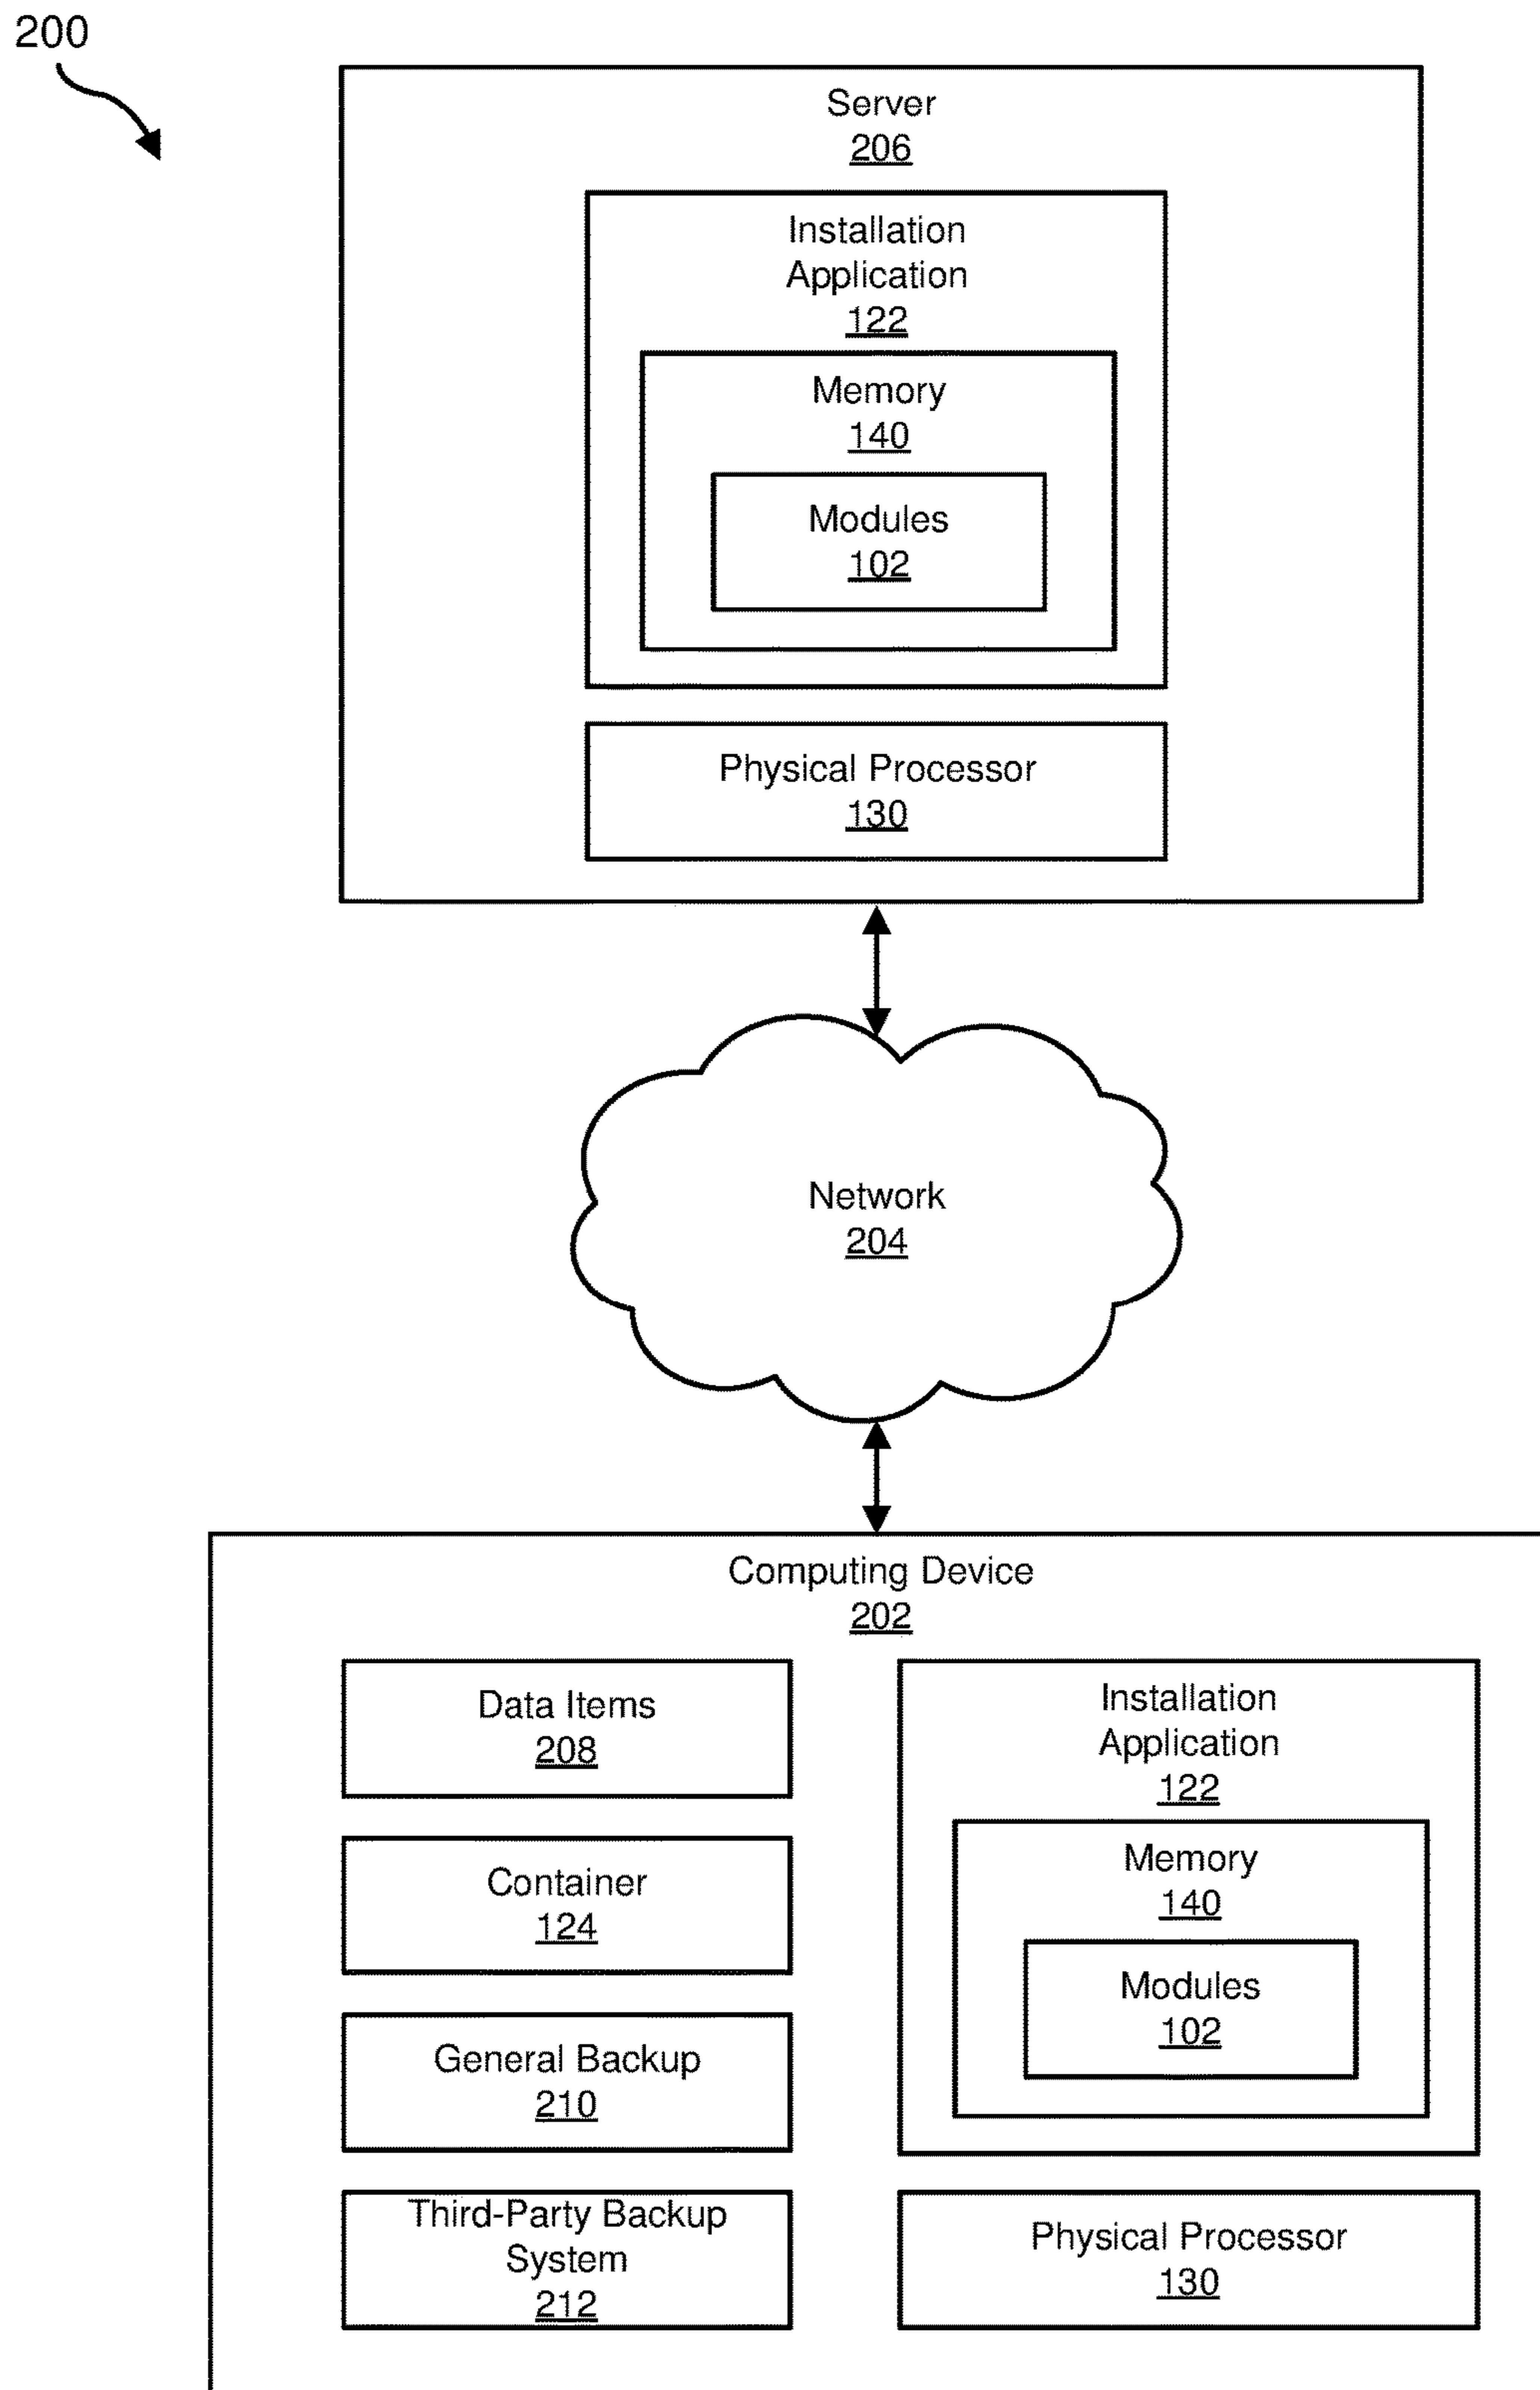 200
Server
206
Installation
Application
122
Memory
140
Modules
102
Physical Processor
130
Network
204
Computing Device
202
Data Items
208
Container
124
General Backup
210
Third-Party Backup
System
212
Installation
Application
122
Memory
140
Modules
102
Physical Processor
130